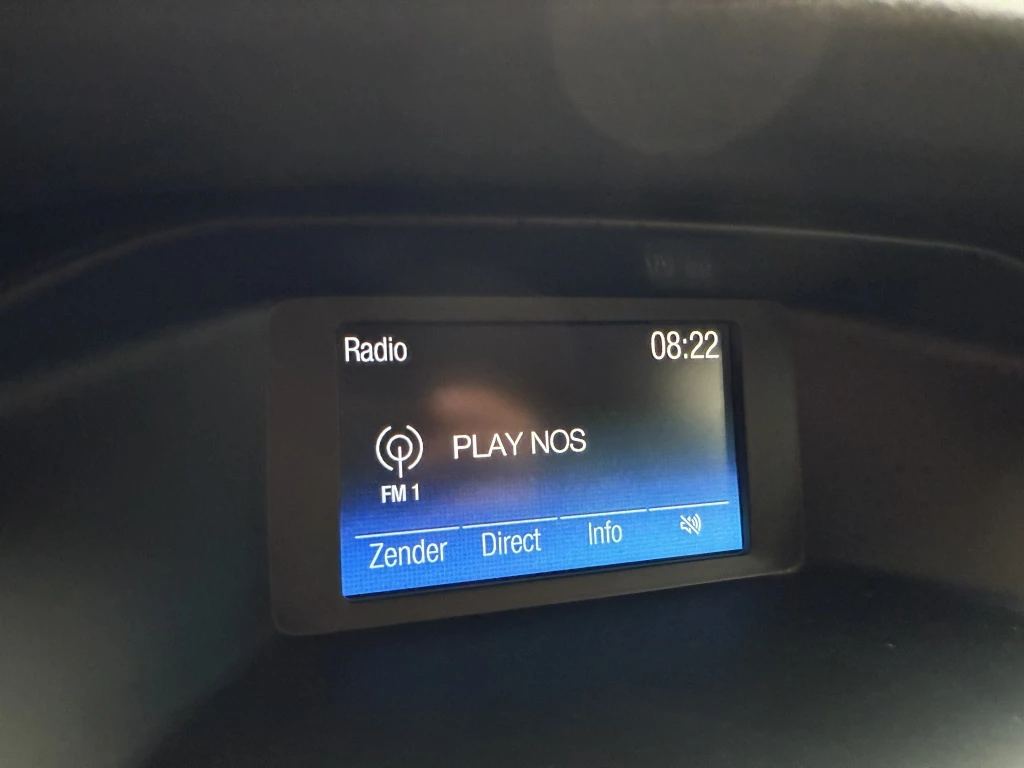 Radio 08:22
PLAY NOS
FM 1
Zender Direct Info